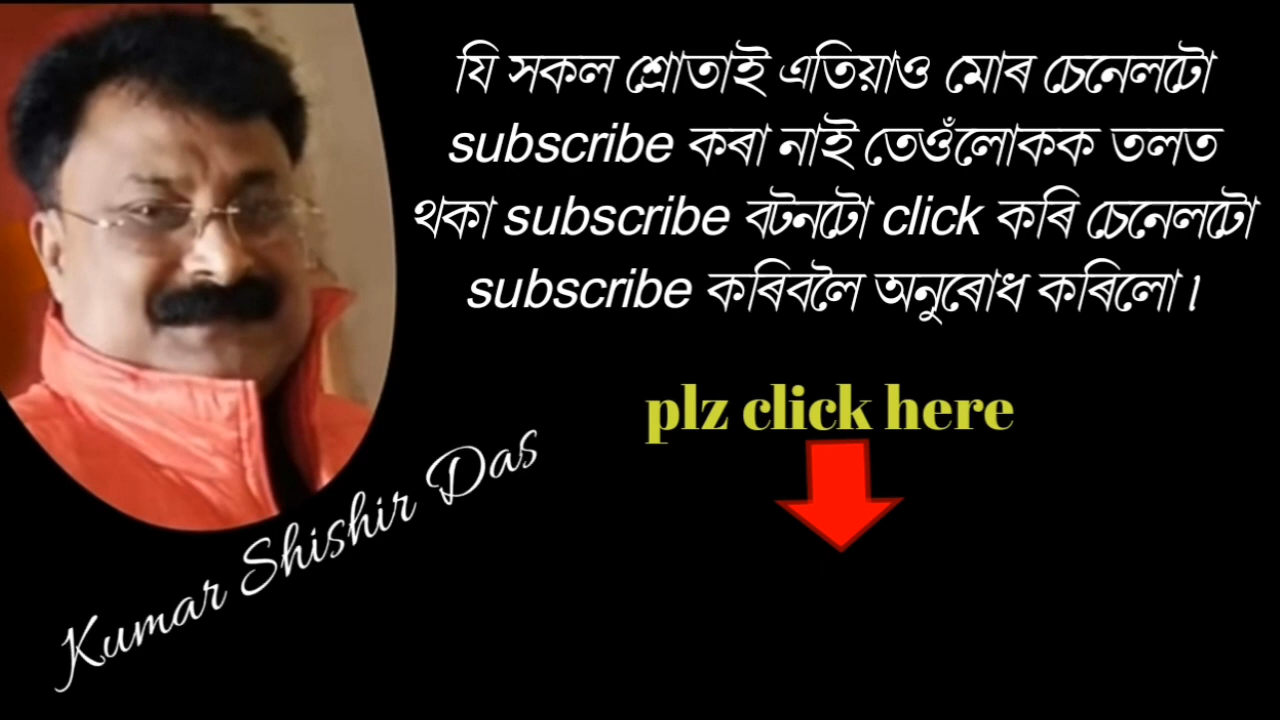 যি সকল শ্ৰোতাই এতিয়াও মোৰ চেনেলটো
subscribe কৰা নাই তেওঁলোকক তলত
থকা subscribe বটনটো click কৰি চেনেলটো
subscribe কৰিবলৈ অনুৰোধ কৰিলো।
plz click here
Kumar Shishir Das